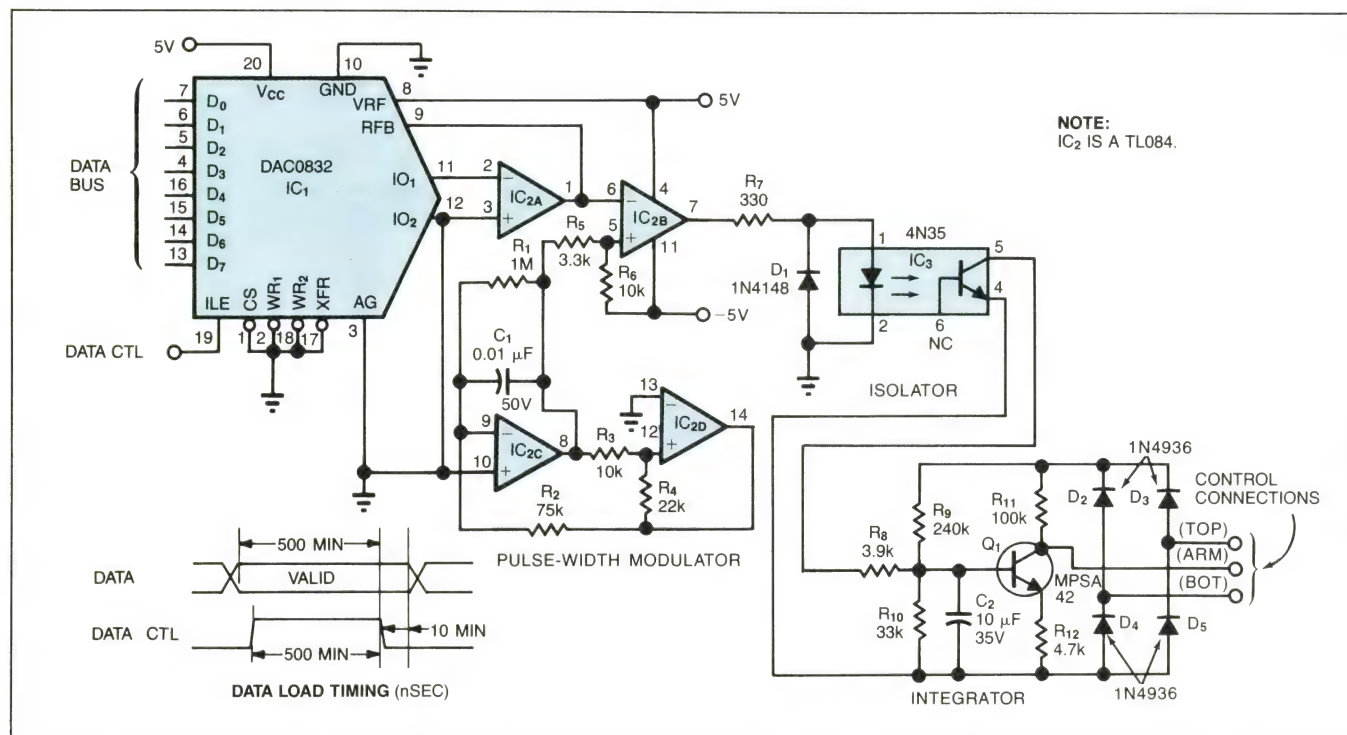 5V
20
10
VCC
GND
7
D0
6
D1
5
D2
4
D3
16
D4
15
D5
14
D6
13
D7
DATA
BUS
DAC0832
IC1
VRF
8
RFB
9
IO1
11
IO2
12
ILE
CS
WR1
WR2
XFR
AG
19
1
2
18
17
3
DATA CTL
5V
NOTE:
IC2 IS A TL084.
2
3
IC2A
1
6
5
IC2B
4
11
7
R5
3.3k
R6
10k
−5V
R7
330
D1
1N4148
4N35
IC3
1
2
5
4
6
NC
ISOLATOR
R1
1M
C1
0.01 µF
50V
9
10
IC2C
8
R3
10k
13
12
IC2D
14
R4
22k
R2
75k
PULSE-WIDTH MODULATOR
R8
3.9k
R9
240k
R10
33k
C2
10 µF
35V
R11
100k
Q1
MPSA
42
R12
4.7k
1N4936
D2
D3
D4
D5
1N4936
CONTROL
CONNECTIONS
(TOP)
(ARM)
(BOT)
INTEGRATOR
500 MIN
DATA
VALID
DATA CTL
10 MIN
500 MIN
DATA LOAD TIMING (nSEC)